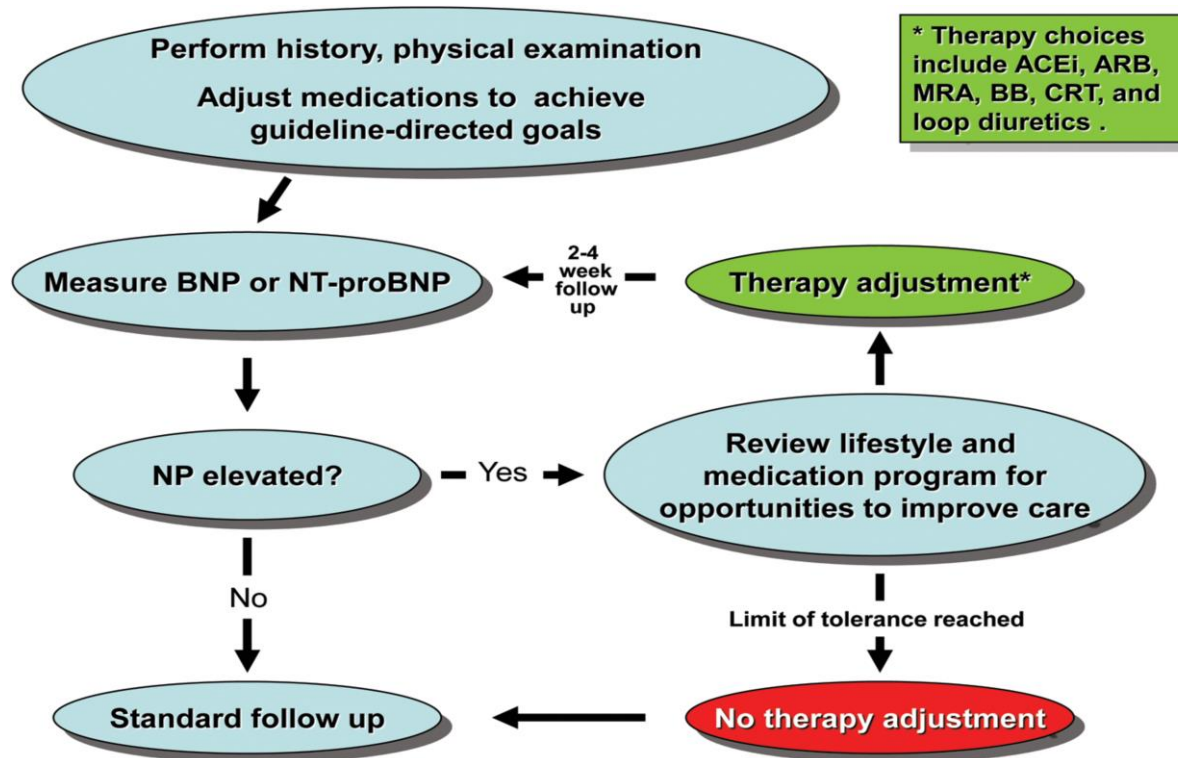 Perform history, physical examination
Adjust medications to achieve
guideline-directed goals
* Therapy choices
include ACEi, ARB,
MRA, BB, CRT, and
loop diuretics .
Measure BNP or NT-proBNP
2-4
week
follow
up
Therapy adjustment*
NP elevated?
Yes
Review lifestyle and
medication program for
opportunities to improve care
No
Limit of tolerance reached
Standard follow up
No therapy adjustment